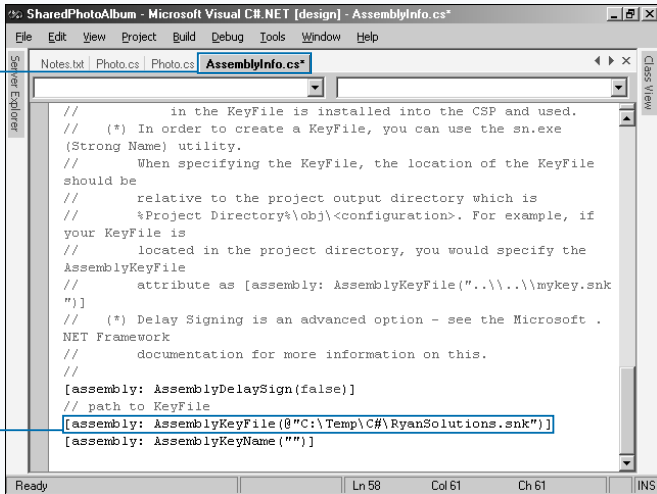 SharedPhotoAlbum - Microsoft Visual C#.NET [design] - AssemblyInfo.cs*
File Edit View Project Build Debug Tools Window Help
Notes.txt Photo.cs Photo.cs AssemblyInfo.cs*
Server Explorer
Class View
// in the KeyFile is installed into the CSP and used.
// (*) In order to create a KeyFile, you can use the sn.exe
(Strong Name) utility.
// When specifying the KeyFile, the location of the KeyFile
should be
// relative to the project output directory which is
// %Project Directory%\obj\<configuration>. For example, if
your KeyFile is
// located in the project directory, you would specify the
AssemblyKeyFile
// attribute as [assembly: AssemblyKeyFile("..\\..\\mykey.snk
")]
// (*) Delay Signing is an advanced option - see the Microsoft .
NET Framework
// documentation for more information on this.
//
[assembly: AssemblyDelaySign(false)]
// path to KeyFile
[assembly: AssemblyKeyFile(@"C:\Temp\C#\RyanSolutions.snk")]
[assembly: AssemblyKeyName("")]
Ready Ln 58 Col 61 Ch 61 INS